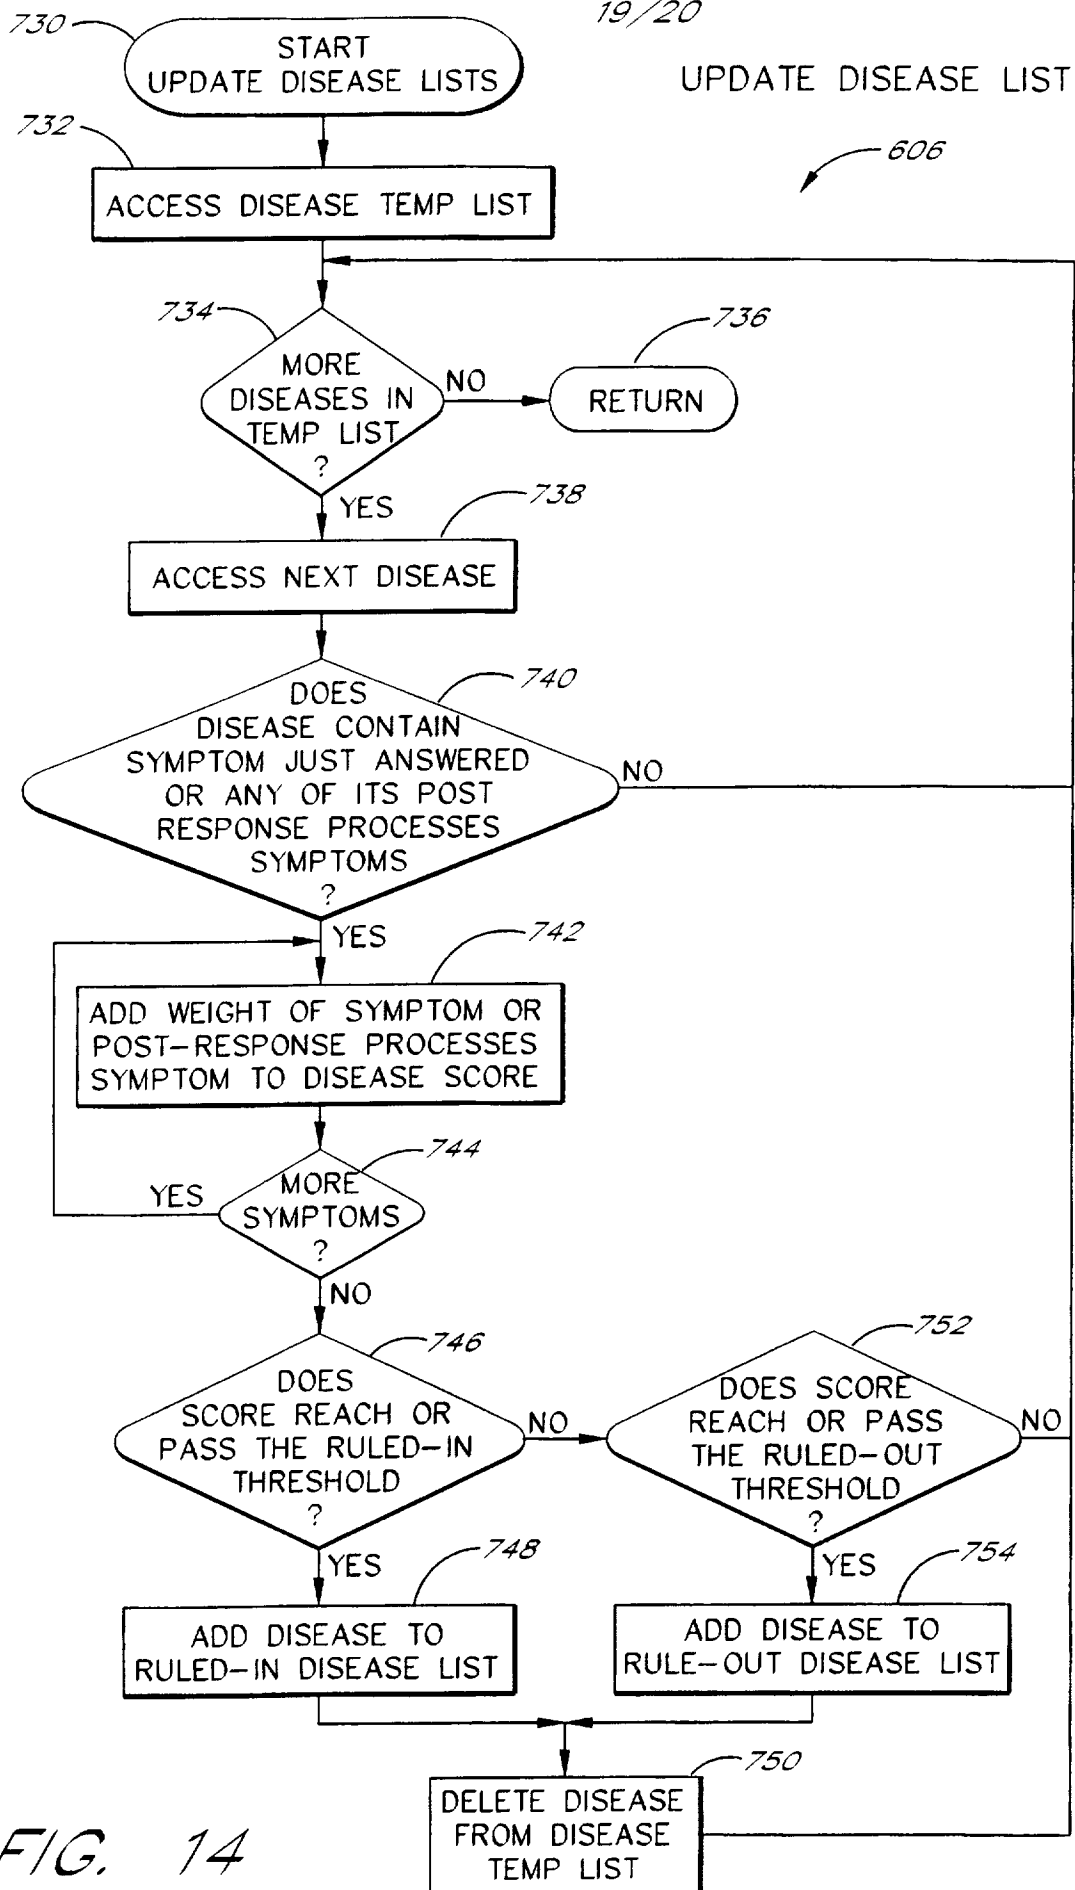 19/20
730
START
UPDATE DISEASE LISTS
UPDATE DISEASE LIST
732
606
ACCESS DISEASE TEMP LIST
734
736
MORE
DISEASES IN
TEMP LIST
?
NO
RETURN
YES
738
ACCESS NEXT DISEASE
740
DOES
DISEASE CONTAIN
SYMPTOM JUST ANSWERED
OR ANY OF ITS POST
RESPONSE PROCESSES
SYMPTOMS
?
NO
YES
742
ADD WEIGHT OF SYMPTOM OR
POST-RESPONSE PROCESSES
SYMPTOM TO DISEASE SCORE
744
MORE
SYMPTOMS
?
YES
NO
746
DOES
SCORE REACH OR
PASS THE RULED-IN
THRESHOLD
?
NO
752
DOES SCORE
REACH OR PASS
THE RULED-OUT
THRESHOLD
?
NO
YES
748
YES
754
ADD DISEASE TO
RULED-IN DISEASE LIST
ADD DISEASE TO
RULE-OUT DISEASE LIST
750
DELETE DISEASE
FROM DISEASE
TEMP LIST
FIG. 14